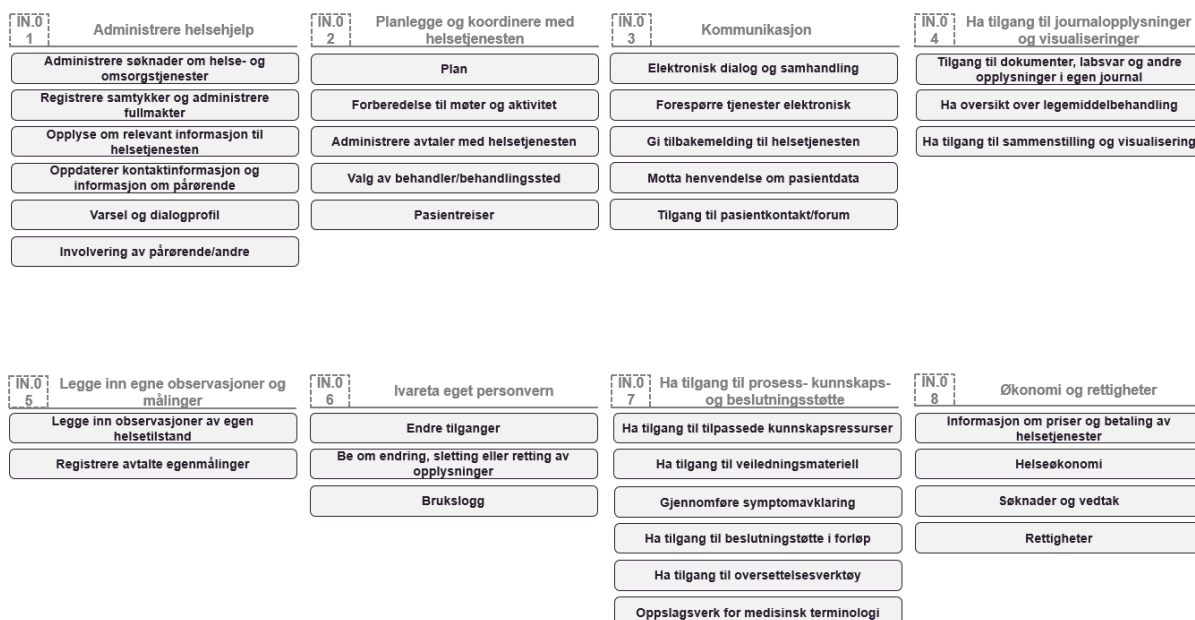 IN.0
1
Administrere helsehjelp
Administrere søknader om helse- og
omsorgstjenester
Registrere samtykker og administrere
fullmakter
Opplyse om relevant informasjon til
helsetjenesten
Oppdaterer kontaktinformasjon og
informasjon om pårørende
Varsel og dialogprofil
Involvering av pårørende/andre
IN.0
2
Planlegge og koordinere med
helsetjenesten
Plan
Forberedelse til møter og aktivitet
Administrere avtaler med helsetjenesten
Valg av behandler/behandlingssted
Pasientreiser
IN.0
3
Kommunikasjon
Elektronisk dialog og samhandling
Forespørre tjenester elektronisk
Gi tilbakemelding til helsetjenesten
Motta henvendelse om pasientdata
Tilgang til pasientkontakt/forum
IN.0
4
Ha tilgang til journalopplysninger
og visualiseringer
Tilgang til dokumenter, labsvar og andre
opplysninger i egen journal
Ha oversikt over legemiddelbehandling
Ha tilgang til sammenstilling og visualisering
IN.0
5
Legge inn egne observasjoner og
målinger
Legge inn observasjoner av egen
helsetilstand
Registrere avtalte egenmålinger
IN.0
6
Ivareta eget personvern
Endre tilganger
Be om endring, sletting eller retting av
opplysninger
Brukslogg
IN.0
7
Ha tilgang til prosess- kunnskaps-
og beslutningsstøtte
Ha tilgang til tilpassede kunnskapsressurser
Ha tilgang til veiledningsmateriell
Gjennomføre symptomavklaring
Ha tilgang til beslutningstøtte i forløp
Ha tilgang til oversettelsesverktøy
Oppslagsverk for medisinsk terminologi
IN.0
8
Økonomi og rettigheter
Informasjon om priser og betaling av
helsetjenester
Helseøkonomi
Søknader og vedtak
Rettigheter